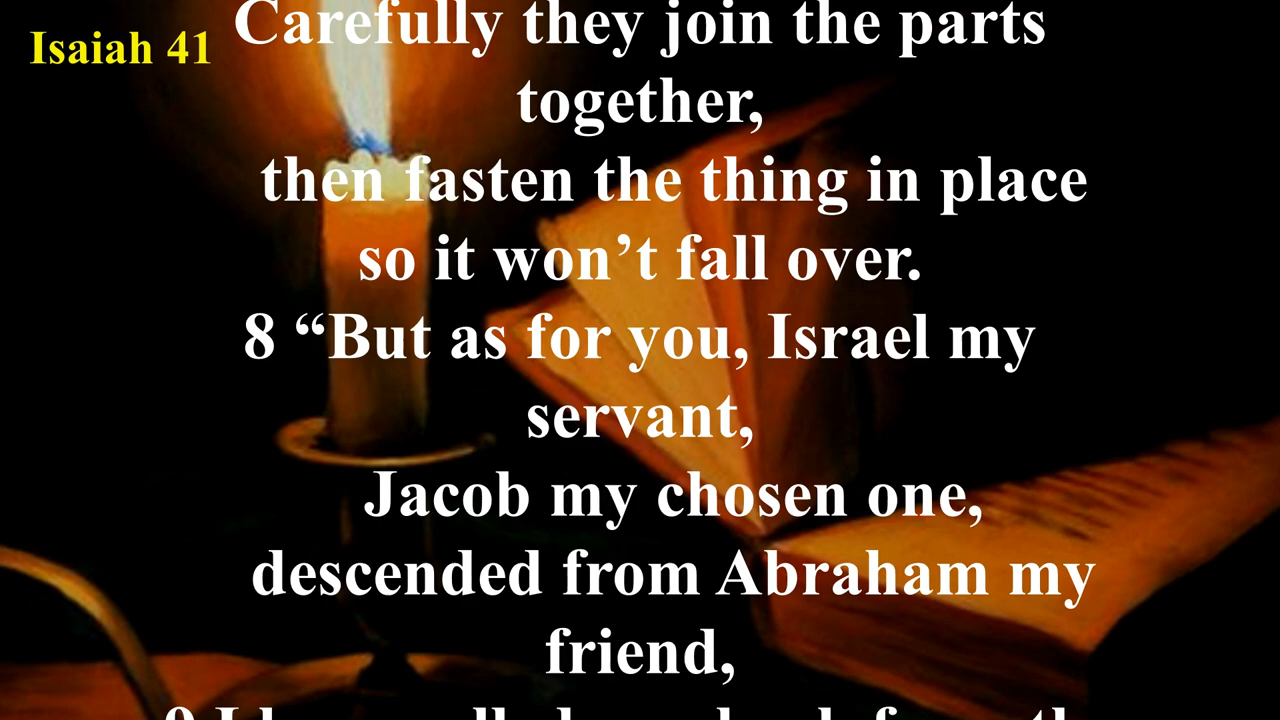 Isaiah 41
Carefully they join the parts
together,
then fasten the thing in place
so it won’t fall over.
8 “But as for you, Israel my
servant,
Jacob my chosen one,
descended from Abraham my
friend,